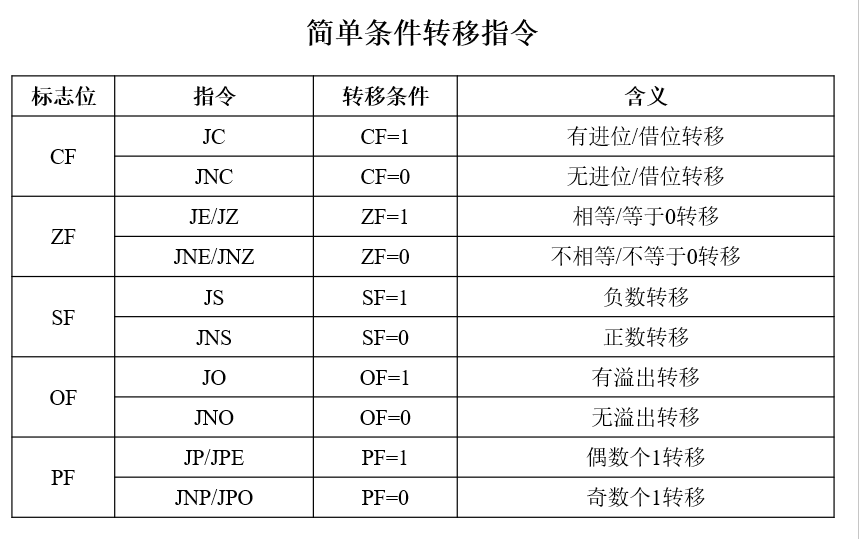 简单条件转移指令
标志位 指令 转移条件 含义
CF JC CF=1 有进位/借位转移
JNC CF=0 无进位/借位转移
ZF JE/JZ ZF=1 相等/等于0转移
JNE/JNZ ZF=0 不相等/不等于0转移
SF JS SF=1 负数转移
JNS SF=0 正数转移
OF JO OF=1 有溢出转移
JNO OF=0 无溢出转移
PF JP/JPE PF=1 偶数个1转移
JNP/JPO PF=0 奇数个1转移